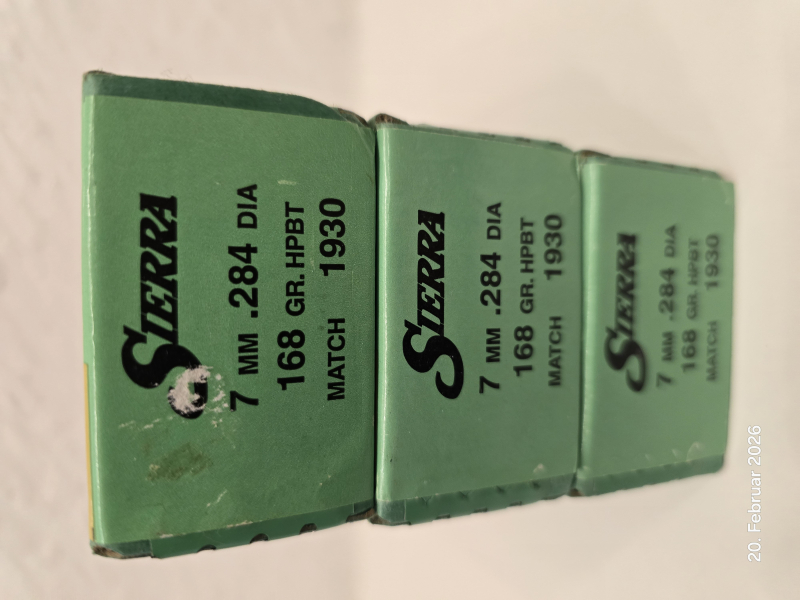 SIERRA
7 MM .284 DIA
168 GR. HPBT
MATCH 1930
SIERRA
7 MM .284 DIA
168 GR. HPBT
MATCH 1930
SIERRA
7 MM .284 DIA
168 GR. HPBT
MATCH 1930
20. Februar 2026